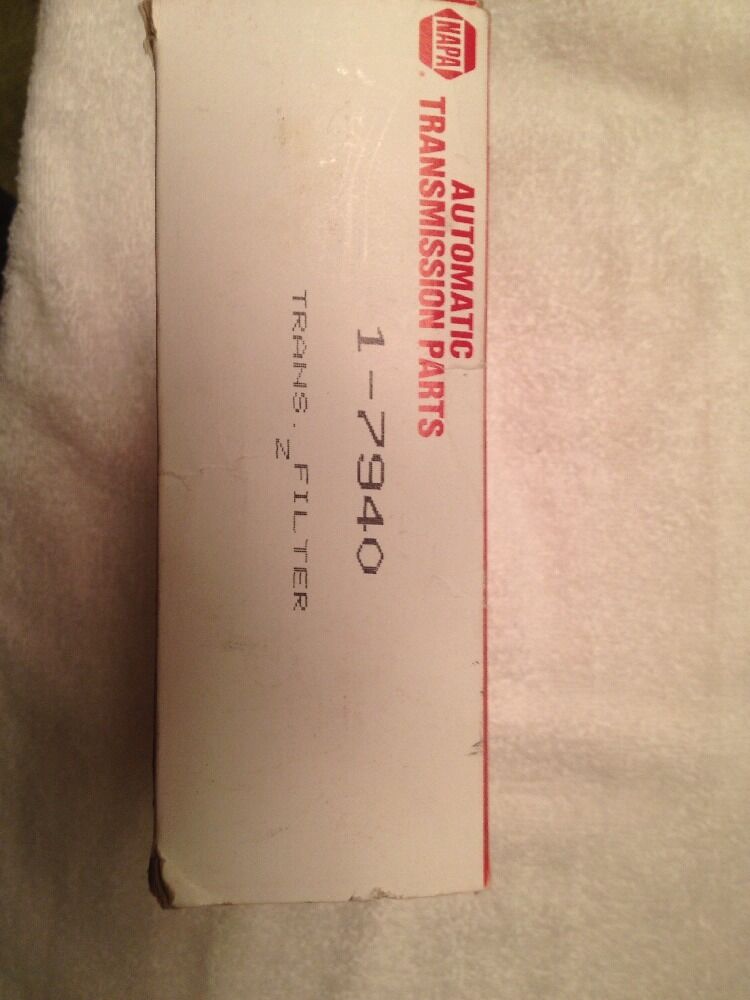 NAPA
AUTOMATIC
TRANSMISSION PARTS
1-7940
TRANS. FILTER
N